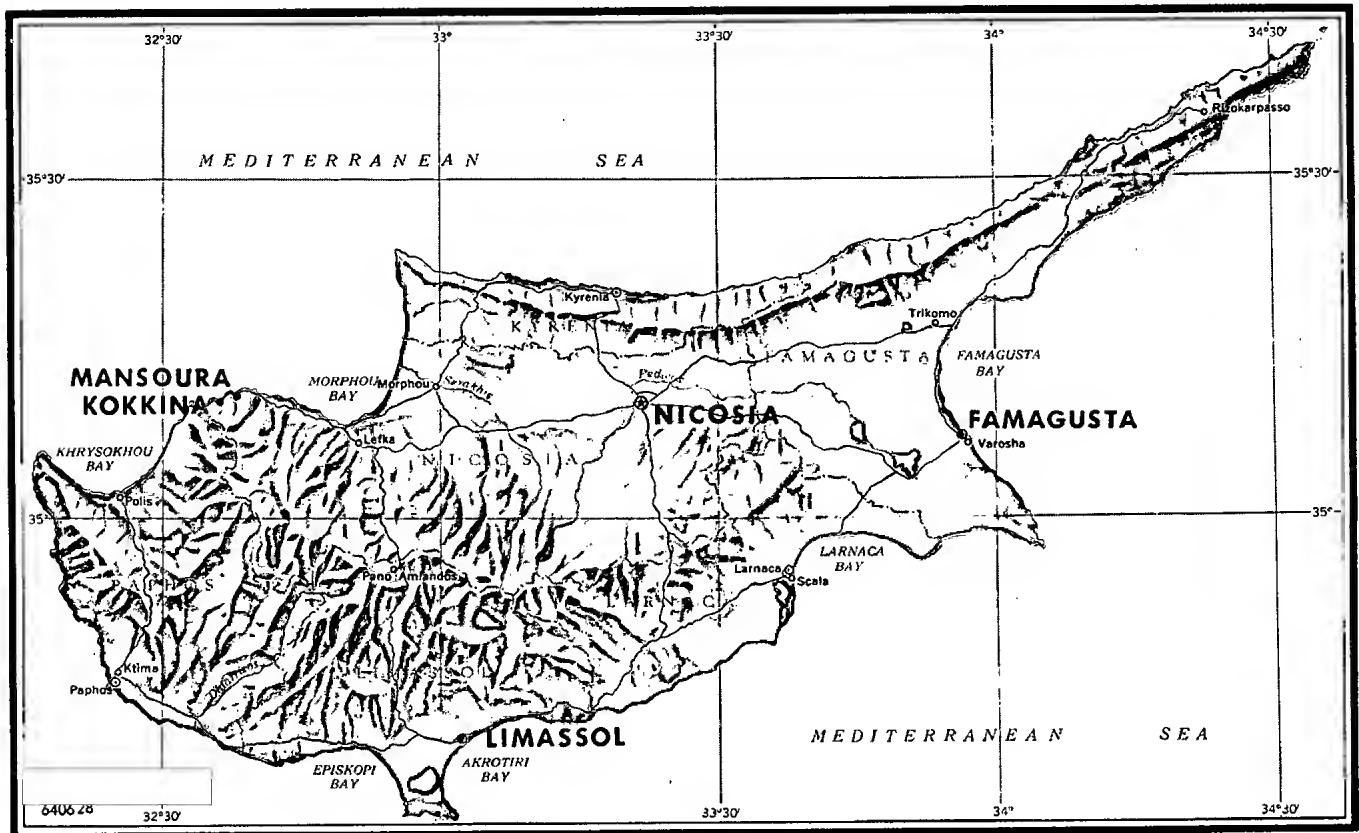 32°30'
33°
33°30'
34°
34°30'
Rizokarpasso
MEDITERRANEAN SEA
35°30'
35°30'
Kyrenia
KYRENIA
Trikomo
FAMAGUSTA
FAMAGUSTA
BAY
MANSOURA
KOKKINA
MORPHOU
BAY
Morphou
Serakhis
NICOSIA
FAMAGUSTA
Varosha
Lefka
KHRYSOKHOU
BAY
NICOSIA
Polis
35°
35°
LARNACA
BAY
Larnaca
Scala
Pano Amiandos
Ktima
Paphos
LIMASSOL
EPISKOPI
BAY
AKROTIRI
BAY
MEDITERRANEAN SEA
640628
32°30'
33°
33°30'
34°
34°30'